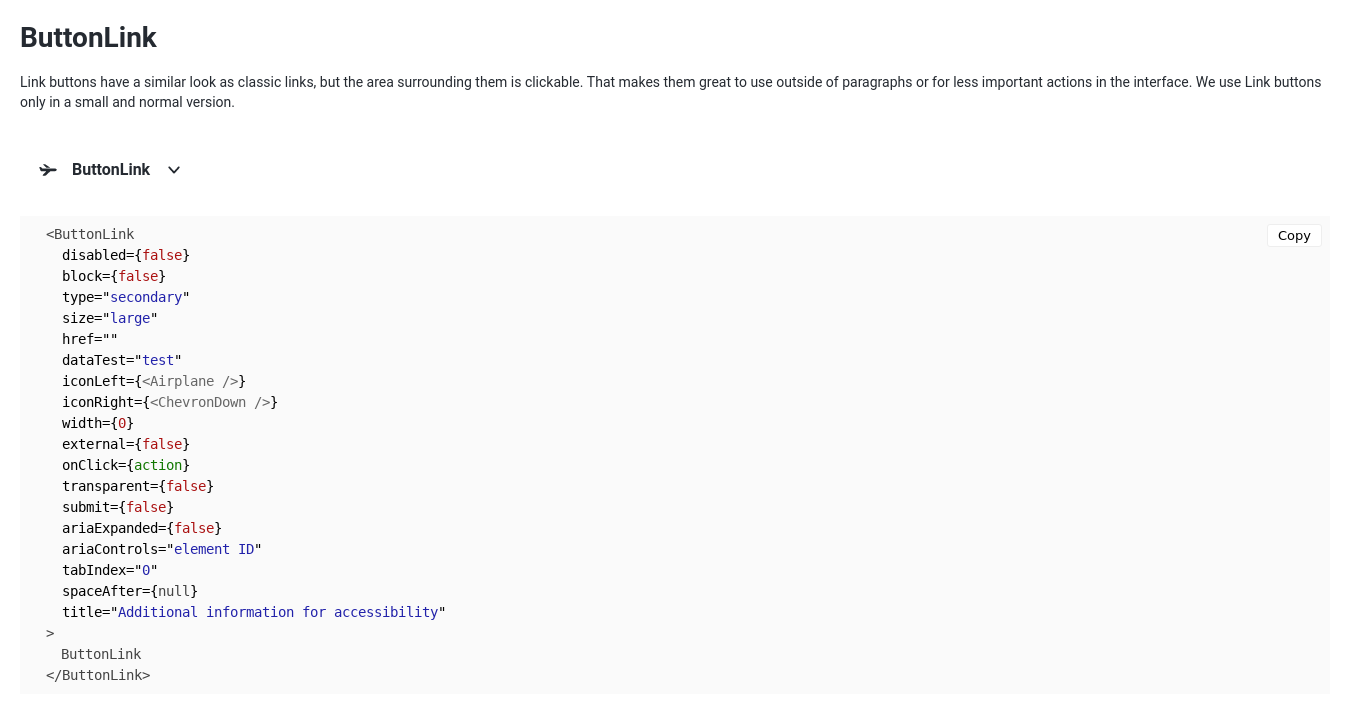 ButtonLink
Link buttons have a similar look as classic links, but the area surrounding them is clickable. That makes them great to use outside of paragraphs or for less important actions in the interface. We use Link buttons
only in a small and normal version.
ButtonLink
Copy
<ButtonLink
  disabled={false}
  block={false}
  type="secondary"
  size="large"
  href=""
  dataTest="test"
  iconLeft={<Airplane />}
  iconRight={<ChevronDown />}
  width={0}
  external={false}
  onClick={action}
  transparent={false}
  submit={false}
  ariaExpanded={false}
  ariaControls="element ID"
  tabIndex="0"
  spaceAfter={null}
  title="Additional information for accessibility"
>
  ButtonLink
</ButtonLink>